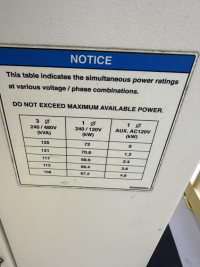 NOTICE
This table indicates the simultaneous power ratings
at various voltage / phase combinations.
DO NOT EXCEED MAXIMUM AVAILABLE POWER.
3 Ø 1 Ø 1 Ø
240 / 480V 240 / 120V AUX. AC120V
(kVA) (kW) (kW)
125 72 0
121 70.8 1.2
117 69.6 2.4
113 68.4 3.6
109 67.2 4.8